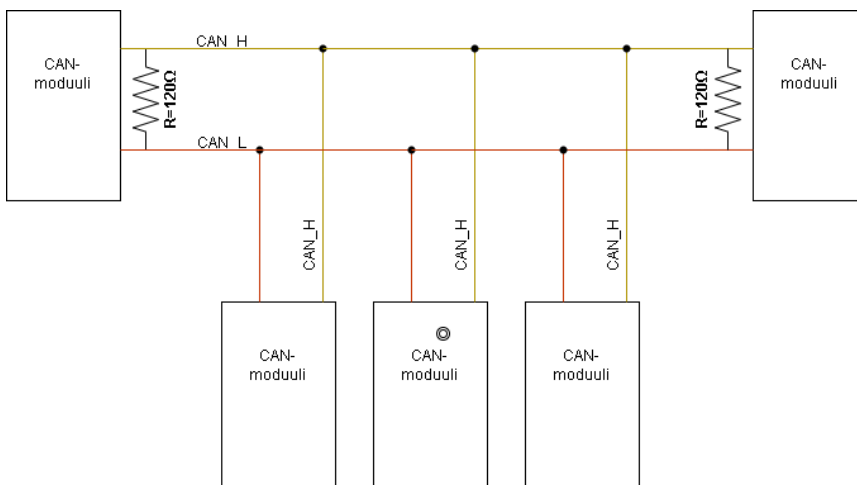 CAN-
moduuli
CAN_H
R=120Ω
CAN_L
R=120Ω
CAN-
moduuli
CAN_H
CAN_H
CAN_H
CAN-
moduuli
CAN-
moduuli
CAN-
moduuli